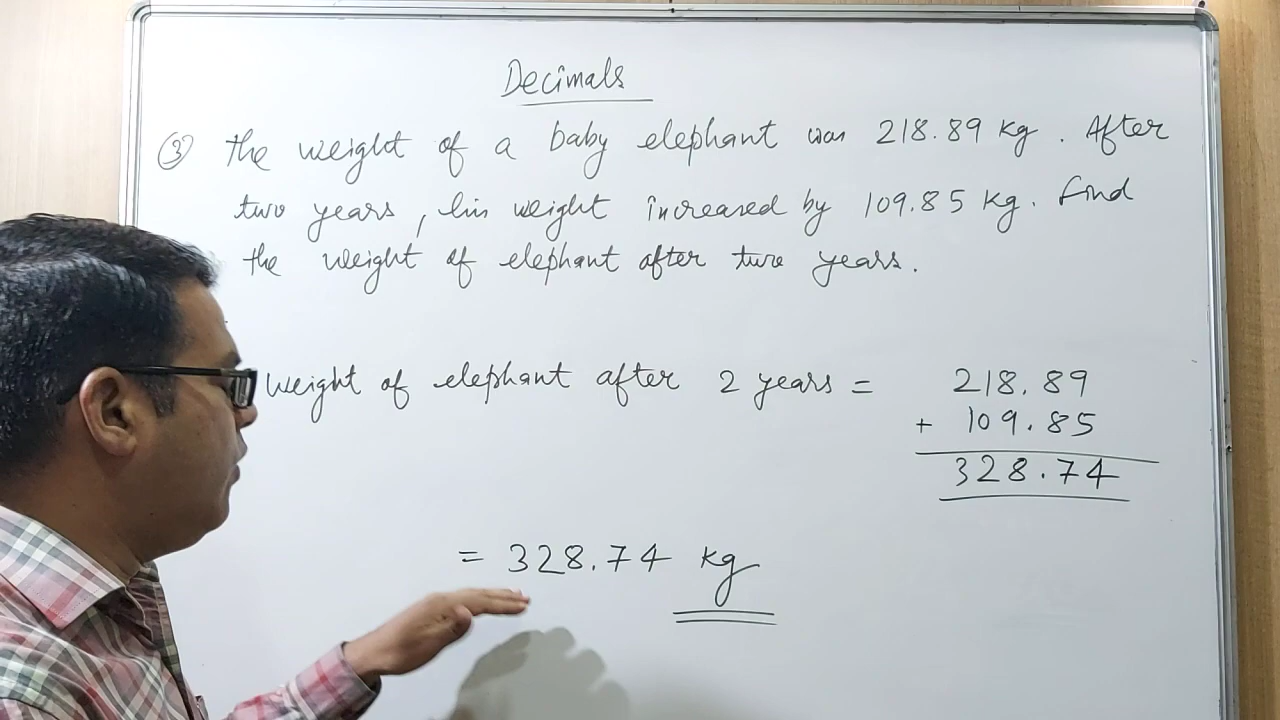 Decimals
③ the weight of a baby elephant was 218.89 kg. After
two years, his weight increased by 109.85 kg. find
the weight of elephant after two years.
weight of elephant after 2 years = 218.89
+ 109.85
328.74
= 328.74 kg